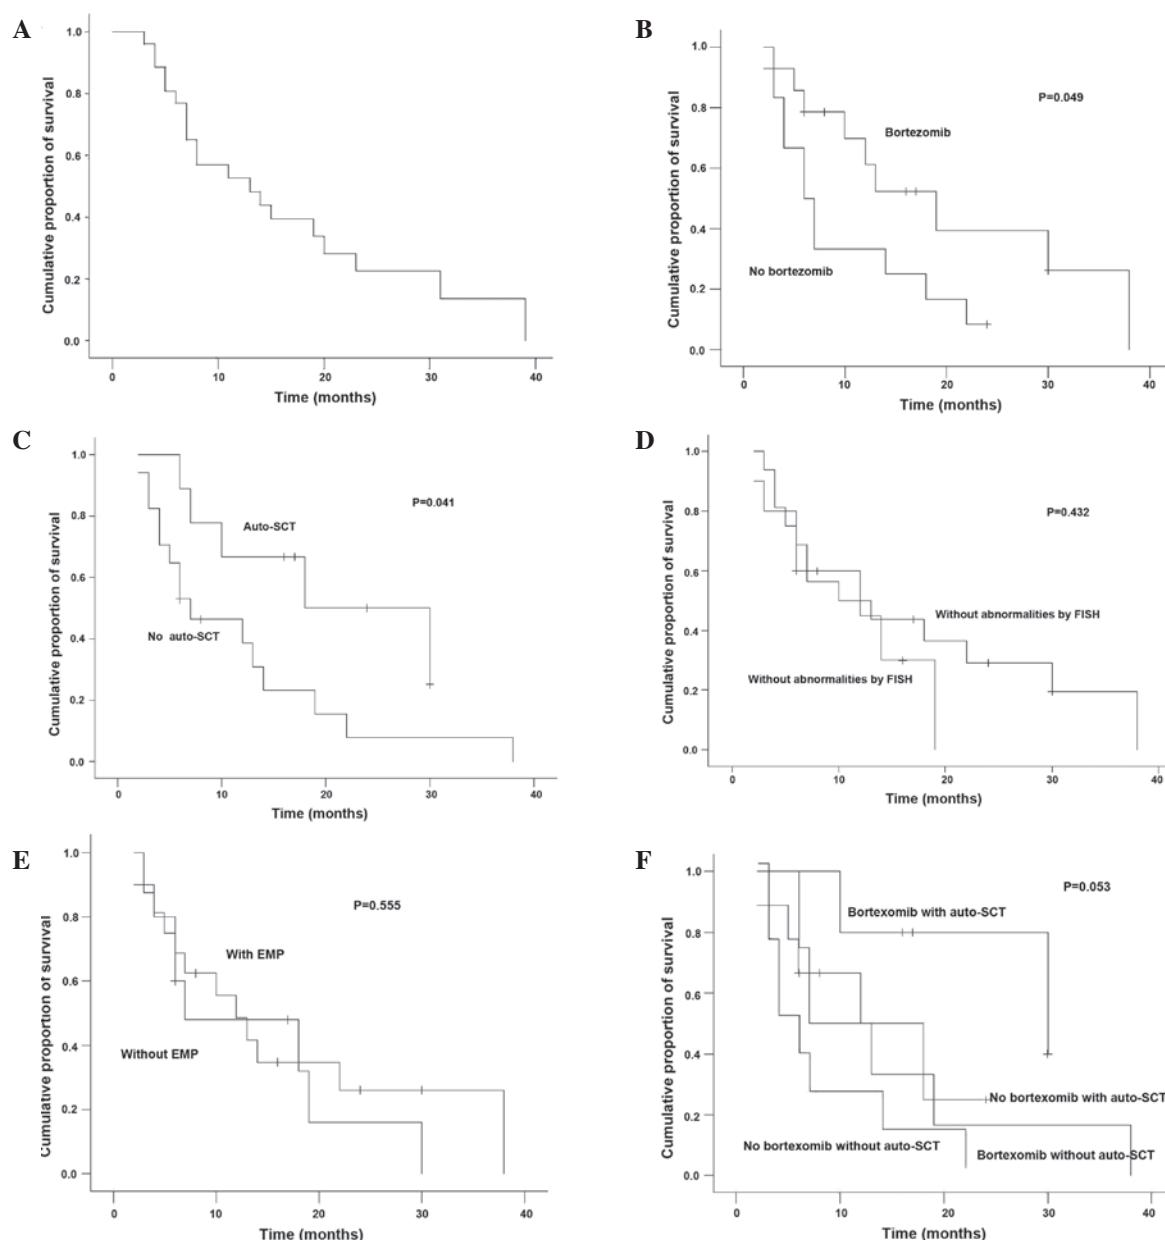 A
Cumulative proportion of survival
1.0
0.8
0.6
0.4
0.2
0.0
0 10 20 30 40
Time (months)
B
Cumulative proportion of survival
1.0
0.8
0.6
0.4
0.2
0.0
P=0.049
Bortezomib
No bortezomib
0 10 20 30 40
Time (months)
C
Cumulative proportion of survival
1.0
0.8
0.6
0.4
0.2
0.0
P=0.041
Auto-SCT
No auto-SCT
0 10 20 30 40
Time (months)
D
Cumulative proportion of survival
1.0
0.8
0.6
0.4
0.2
0.0
P=0.432
Without abnormalities by FISH
Without abnormalities by FISH
0 10 20 30 40
Time (months)
E
Cumulative proportion of survival
1.0
0.8
0.6
0.4
0.2
0.0
P=0.555
With EMP
Without EMP
0 10 20 30 40
Time (months)
F
Cumulative proportion of survival
1.0
0.8
0.6
0.4
0.2
0.0
P=0.053
Bortexomib with auto-SCT
No bortexomib with auto-SCT
No bortexomib without auto-SCT
Bortexomib without auto-SCT
0 10 20 30 40
Time (months)